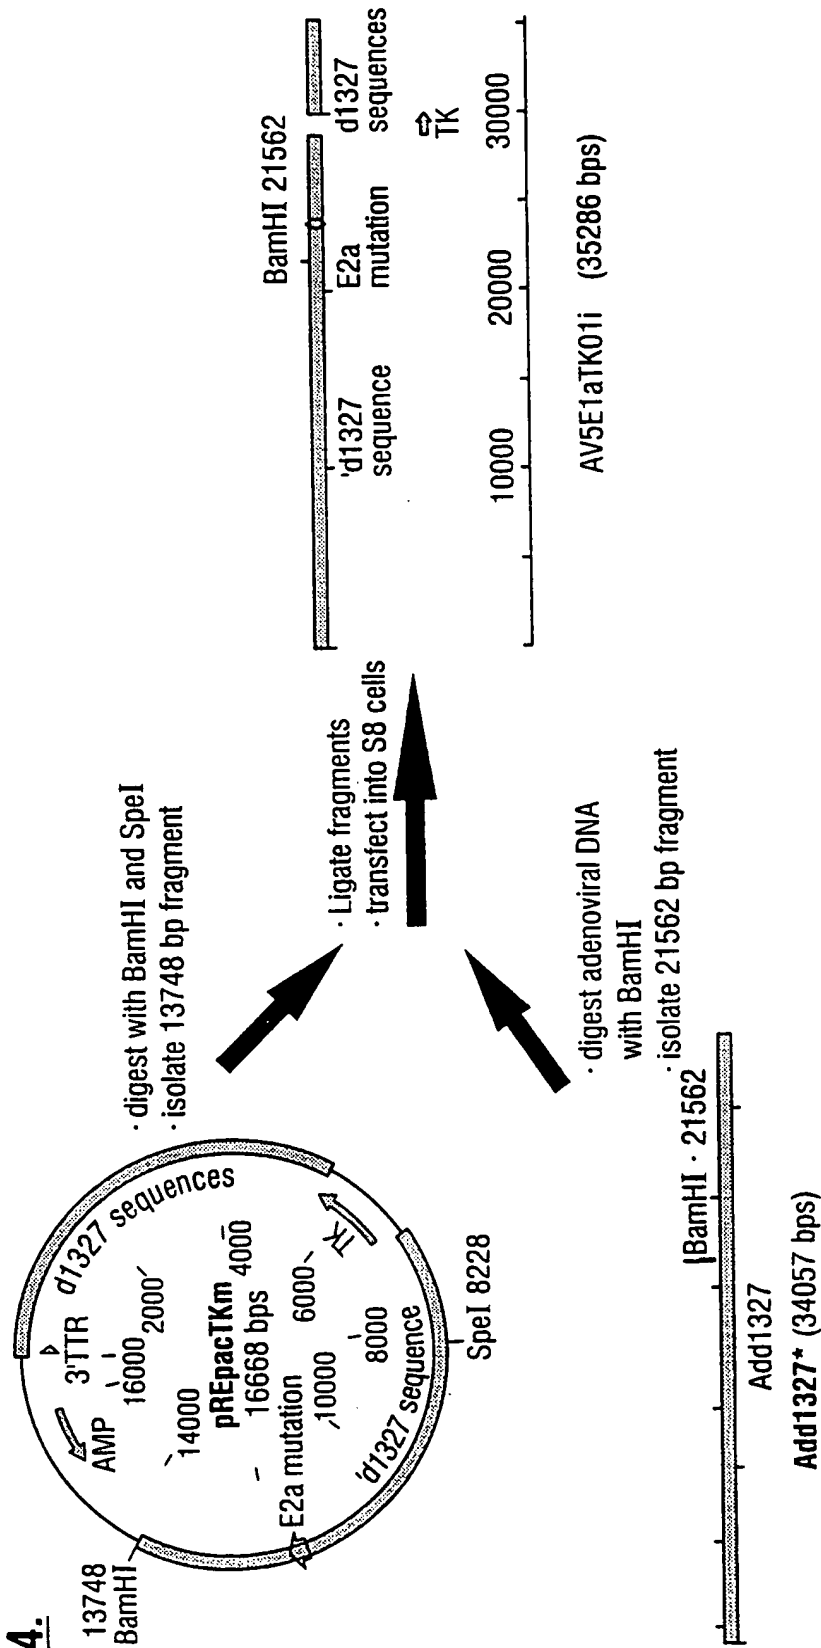 4.
13748
BamHI
AMP
3'TTR
d1327 sequences
16000
2000
14000
pREpacTKm
4000
16668 bps
6000
TK
E2a mutation
10000
8000
'd1327 sequence
SpeI 8228
· digest with BamHI and SpeI
· isolate 13748 bp fragment
[BamHI · 21562
Add1327
Add1327* (34057 bps)
· digest adenoviral DNA
with BamHI
· isolate 21562 bp fragment
· Ligate fragments
· transfect into S8 cells
BamHI 21562
'd1327
sequence
E2a
mutation
d1327
sequences
TK
10000
20000
30000
AV5E1aTK01i (35286 bps)